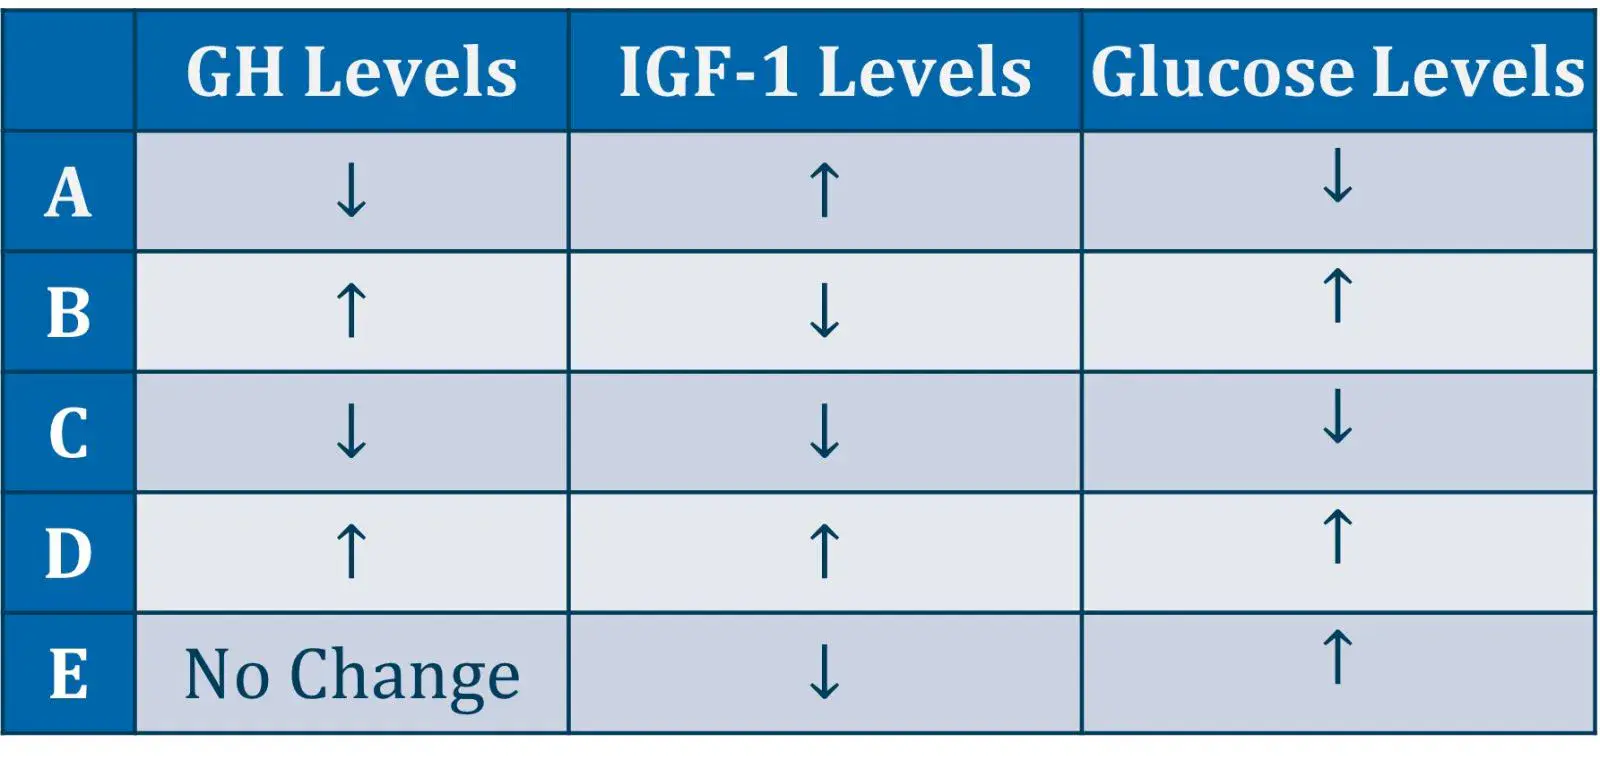 GH Levels IGF-1 Levels Glucose Levels
A ↓ ↑ ↓
B ↑ ↓ ↑
C ↓ ↓ ↓
D ↑ ↑ ↑
E No Change ↓ ↑